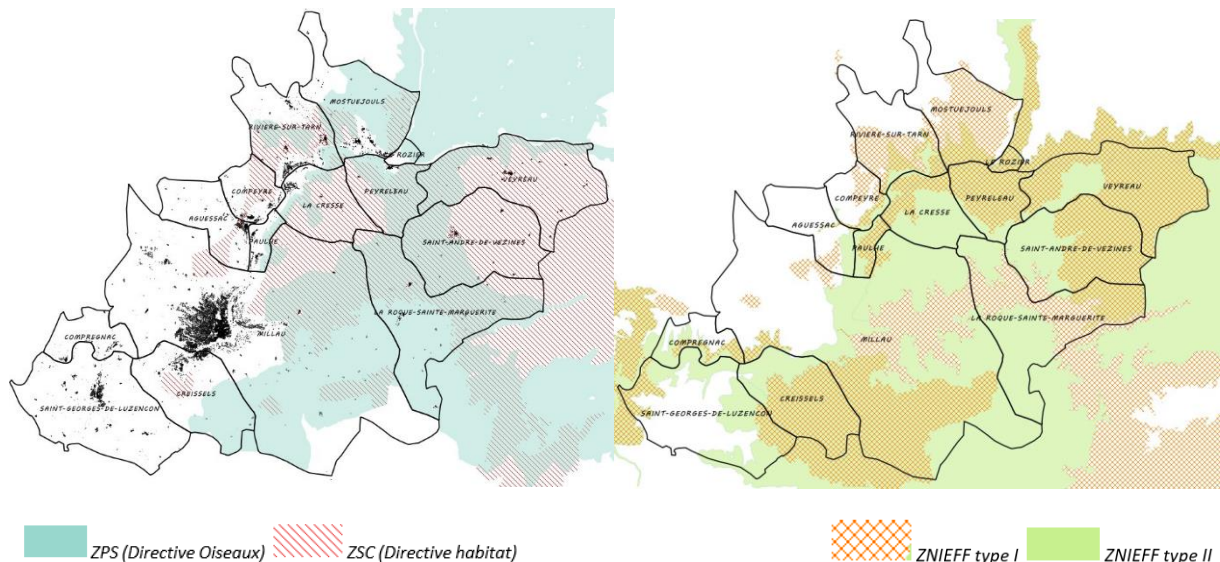 MOSTUEJOULS
RIVIERE-SUR-TARN
LE ROZIER
VEYREAU
COMPEYRE
PEYRELEAU
LA CRESSE
AGUESSAC
PAULHE
SAINT-ANDRE-DE-VEZINES
LA ROQUE-SAINTE-MARGUERITE
MILLAU
COMPREGNAC
CREISSELS
SAINT-GEORGES-DE-LUZENCON
MOSTUEJOULS
RIVIERE-SUR-TARN
LE ROZIER
VEYREAU
COMPEYRE
PEYRELEAU
LA CRESSE
AGUESSAC
PAULHE
SAINT-ANDRE-DE-VEZINES
LA ROQUE-SAINTE-MARGUERITE
MILLAU
COMPREGNAC
CREISSELS
SAINT-GEORGES-DE-LUZENCON
ZPS (Directive Oiseaux)
ZSC (Directive habitat)
ZNIEFF type I
ZNIEFF type II